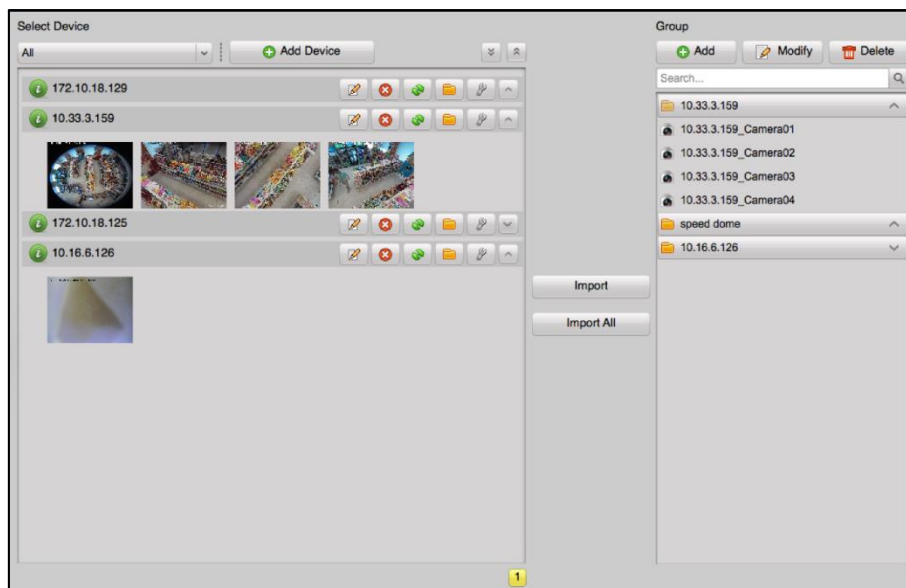 Select Device
All
Add Device
172.10.18.129
10.33.3.159
172.10.18.125
10.16.6.126
1
Import
Import All
Group
Add Modify Delete
Search...
10.33.3.159
10.33.3.159_Camera01
10.33.3.159_Camera02
10.33.3.159_Camera03
10.33.3.159_Camera04
speed dome
10.16.6.126